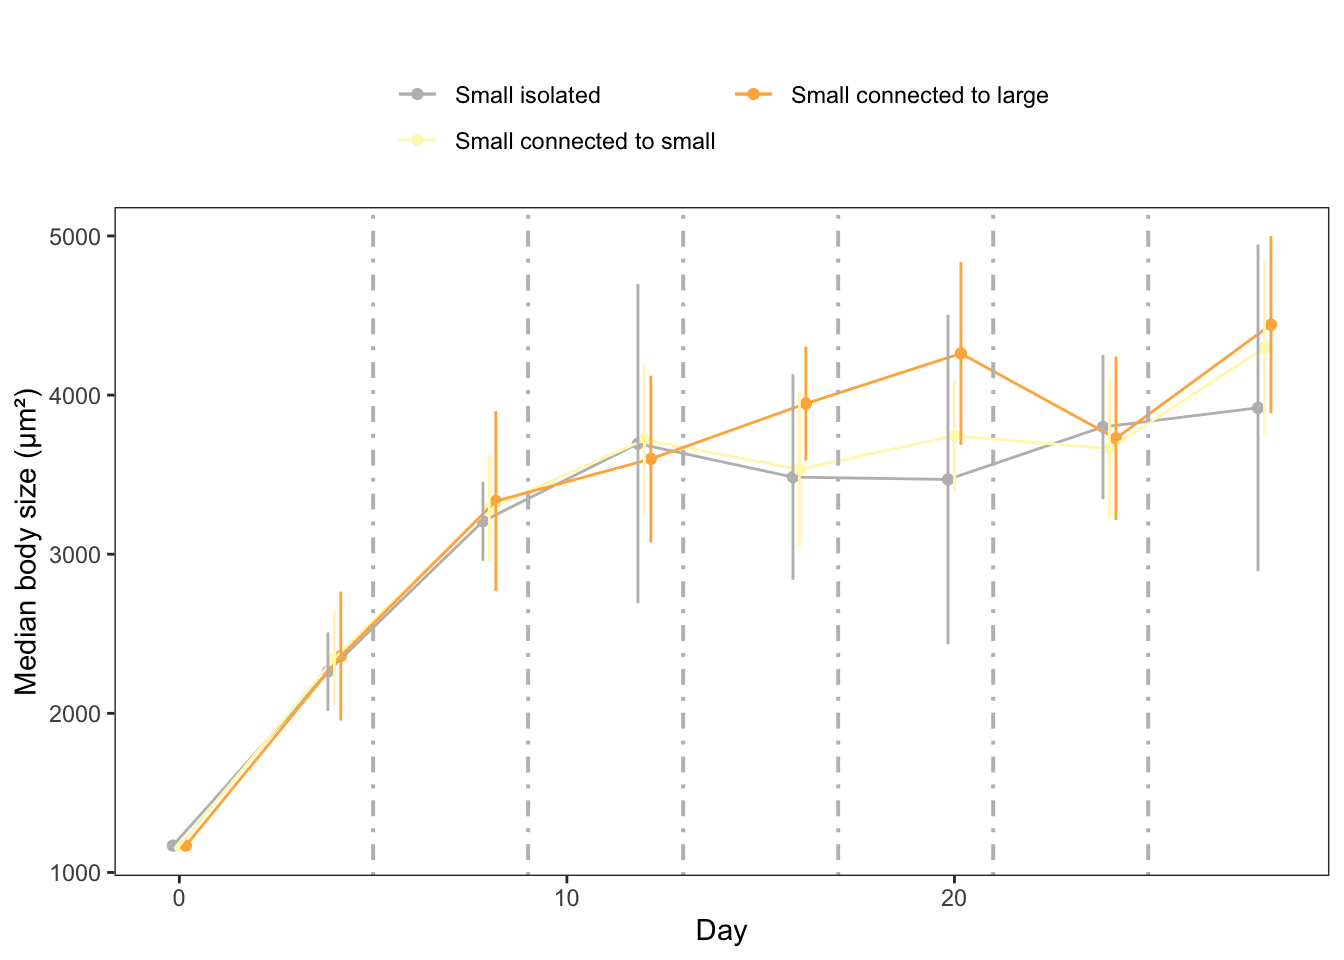 Small isolated
Small connected to large
Small connected to small
Median body size (μm²)
5000
4000
3000
2000
1000
0
10
20
Day